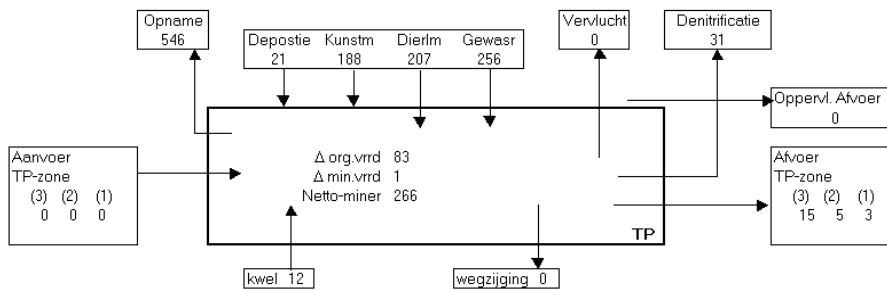 Opname
546
Depostie Kunstm Dierlm Gewasr
21 188 207 256
Vervlucht
0
Denitrificatie
31
Oppervl. Afvoer
0
Aanvoer
TP-zone
(3) (2) (1)
0 0 0
Δ org.vrrd 83
Δ min.vrrd 1
Netto-miner 266
Afvoer
TP-zone
(3) (2) (1)
15 5 3
TP
kwel 12
wegzijging 0